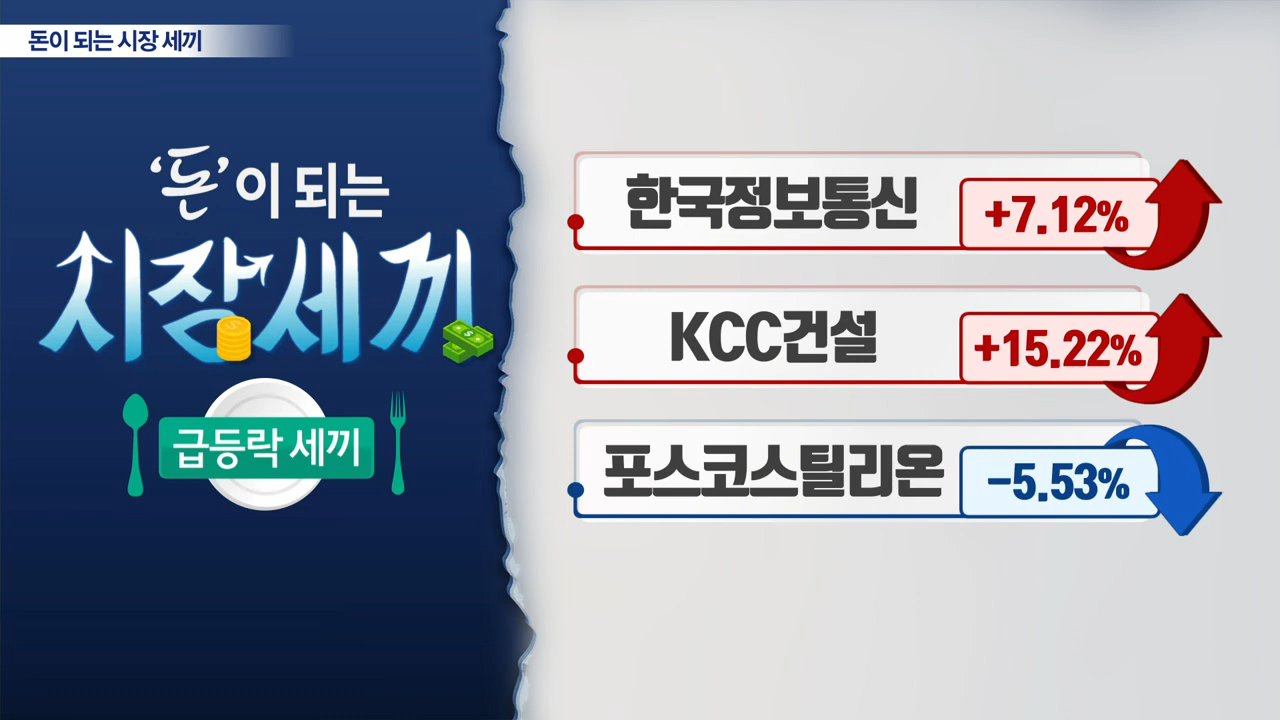 돈이 되는 시장 세끼
‘돈’이 되는
시장세끼
급등락 세끼
한국정보통신 +7.12%
KCC건설 +15.22%
포스코스틸리온 -5.53%